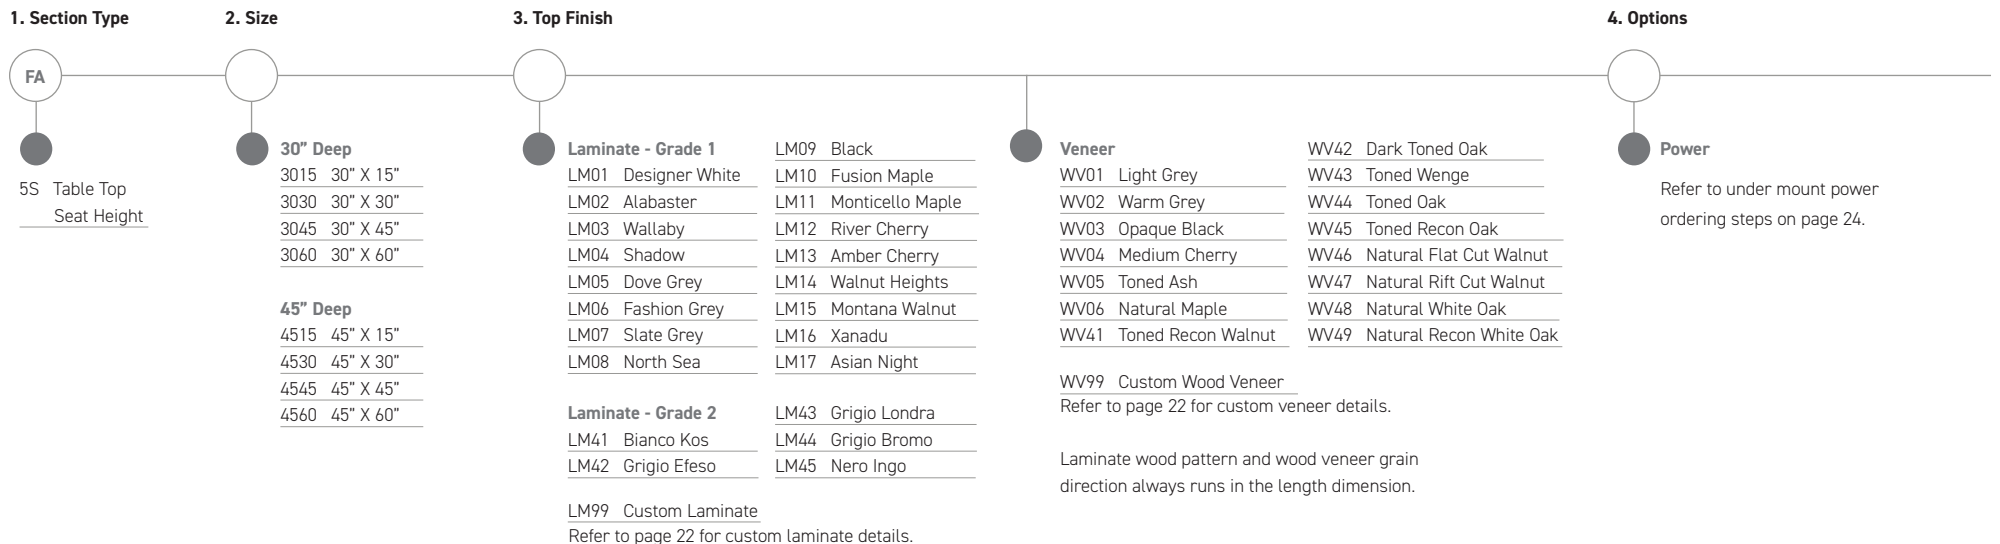 1. Section Type
2. Size
3. Top Finish
4. Options
FA
5S Table Top
Seat Height
30” Deep
3015 30” X 15”
3030 30” X 30”
3045 30” X 45”
3060 30” X 60”
45” Deep
4515 45” X 15”
4530 45” X 30”
4545 45” X 45”
4560 45” X 60”
Laminate - Grade 1
LM01 Designer White
LM02 Alabaster
LM03 Wallaby
LM04 Shadow
LM05 Dove Grey
LM06 Fashion Grey
LM07 Slate Grey
LM08 North Sea
LM09 Black
LM10 Fusion Maple
LM11 Monticello Maple
LM12 River Cherry
LM13 Amber Cherry
LM14 Walnut Heights
LM15 Montana Walnut
LM16 Xanadu
LM17 Asian Night
Laminate - Grade 2
LM41 Bianco Kos
LM42 Grigio Efeso
LM43 Grigio Londra
LM44 Grigio Bromo
LM45 Nero Ingo
LM99 Custom Laminate
Refer to page 22 for custom laminate details.
Veneer
WV01 Light Grey
WV02 Warm Grey
WV03 Opaque Black
WV04 Medium Cherry
WV05 Toned Ash
WV06 Natural Maple
WV41 Toned Recon Walnut
WV42 Dark Toned Oak
WV43 Toned Wenge
WV44 Toned Oak
WV45 Toned Recon Oak
WV46 Natural Flat Cut Walnut
WV47 Natural Rift Cut Walnut
WV48 Natural White Oak
WV49 Natural Recon White Oak
WV99 Custom Wood Veneer
Refer to page 22 for custom veneer details.
Laminate wood pattern and wood veneer grain
direction always runs in the length dimension.
Power
Refer to under mount power
ordering steps on page 24.